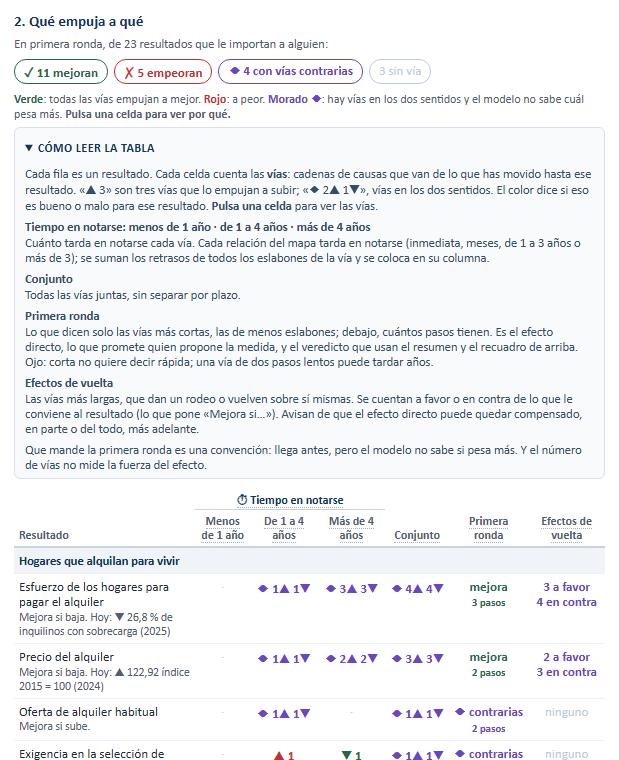 2. Qué empuja a qué
En primera ronda, de 23 resultados que le importan a alguien:
✓ 11 mejoran ✗ 5 empeoran ◆ 4 con vías contrarias 3 sin vía
Verde: todas las vías empujan a mejor. Rojo: a peor. Morado ◆: hay vías en los dos sentidos y el modelo no sabe cuál
pesa más. Pulsa una celda para ver por qué.
▼ CÓMO LEER LA TABLA
Cada fila es un resultado. Cada celda cuenta las vías: cadenas de causas que van de lo que has movido hasta ese
resultado. «▲ 3» son tres vías que lo empujan a subir; «◆ 2▲ 1▼», vías en los dos sentidos. El color dice si eso
es bueno o malo para ese resultado. Pulsa una celda para ver las vías.
Tiempo en notarse: menos de 1 año · de 1 a 4 años · más de 4 años
Cuánto tarda en notarse cada vía. Cada relación del mapa tarda en notarse (inmediata, meses, de 1 a 3 años o
más de 3); se suman los retrasos de todos los eslabones de la vía y se coloca en su columna.
Conjunto
Todas las vías juntas, sin separar por plazo.
Primera ronda
Lo que dicen solo las vías más cortas, las de menos eslabones; debajo, cuántos pasos tienen. Es el efecto
directo, lo que promete quien propone la medida, y el veredicto que usan el resumen y el recuadro de arriba.
Ojo: corta no quiere decir rápida; una vía de dos pasos lentos puede tardar años.
Efectos de vuelta
Las vías más largas, que dan un rodeo o vuelven sobre sí mismas. Se cuentan a favor o en contra de lo que le
conviene al resultado (lo que pone «Mejora si…»). Avisan de que el efecto directo puede quedar compensado,
en parte o del todo, más adelante.
Que mande la primera ronda es una convención: llega antes, pero el modelo no sabe si pesa más. Y el número
de vías no mide la fuerza del efecto.
⏱ Tiempo en notarse
Resultado Menos de 1 año De 1 a 4 años Más de 4 años Conjunto Primera ronda Efectos de vuelta
Hogares que alquilan para vivir
Esfuerzo de los hogares para - ◆ 1▲ 1▼ ◆ 3▲ 3▼ ◆ 4▲ 4▼ mejora 3 a favor
pagar el alquiler 3 pasos 4 en contra
Mejora si baja. Hoy: ▼ 26,8 % de
inquilinos con sobrecarga (2025)
Precio del alquiler - ◆ 1▲ 1▼ ◆ 2▲ 2▼ ◆ 3▲ 3▼ mejora 2 a favor
Mejora si baja. Hoy: ▲ 122,92 índice 2 pasos 3 en contra
2015 = 100 (2024)
Oferta de alquiler habitual - ◆ 1▲ 1▼ - ◆ 1▲ 1▼ ◆ contrarias ninguno
Mejora si sube. 2 pasos
Exigencia en la selección de - ▲ 1 ▼ 1 ◆ 1▲ 1▼ ◆ contrarias ninguno